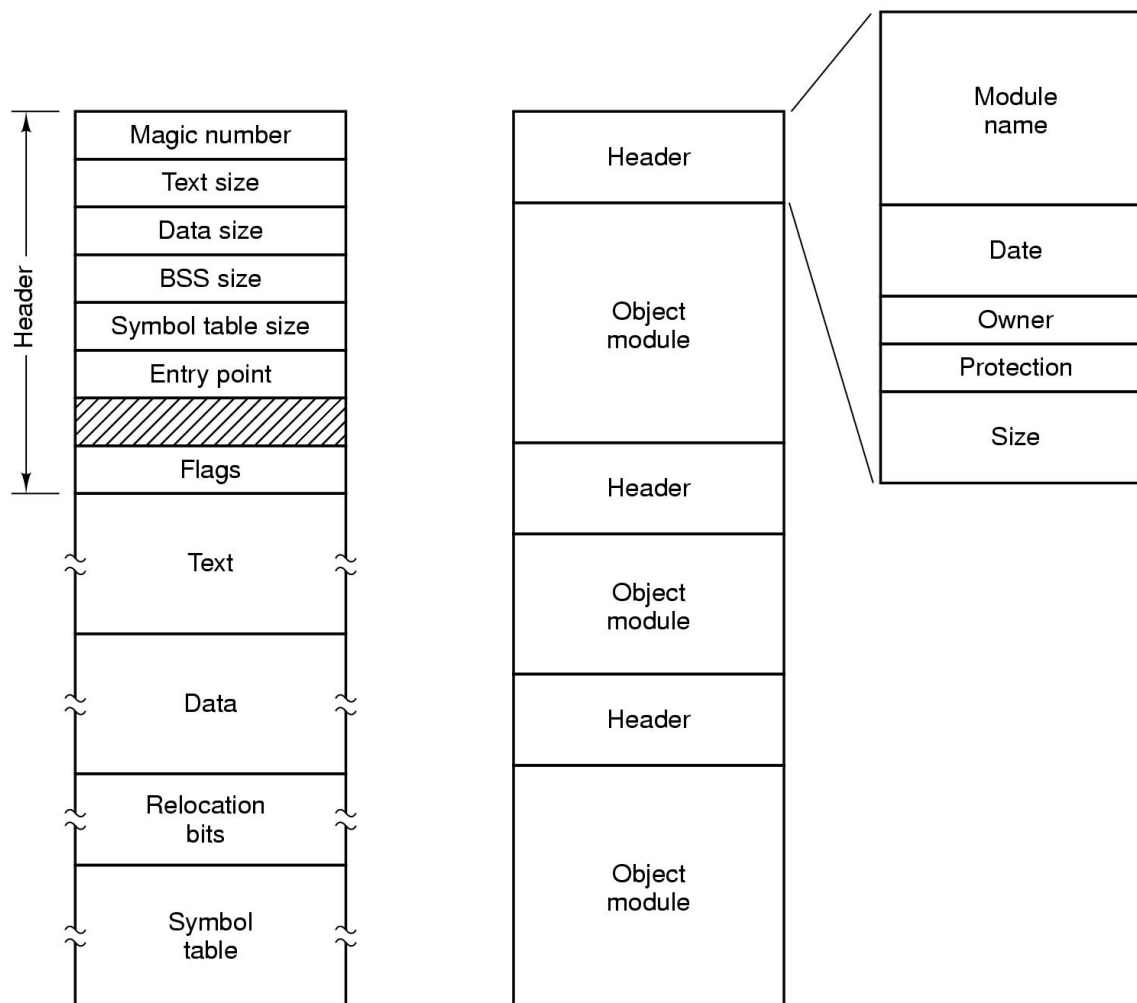 Header
Magic number
Text size
Data size
BSS size
Symbol table size
Entry point
Flags
Text
Data
Relocation
bits
Symbol
table
Header
Object
module
Header
Object
module
Header
Object
module
Module
name
Date
Owner
Protection
Size